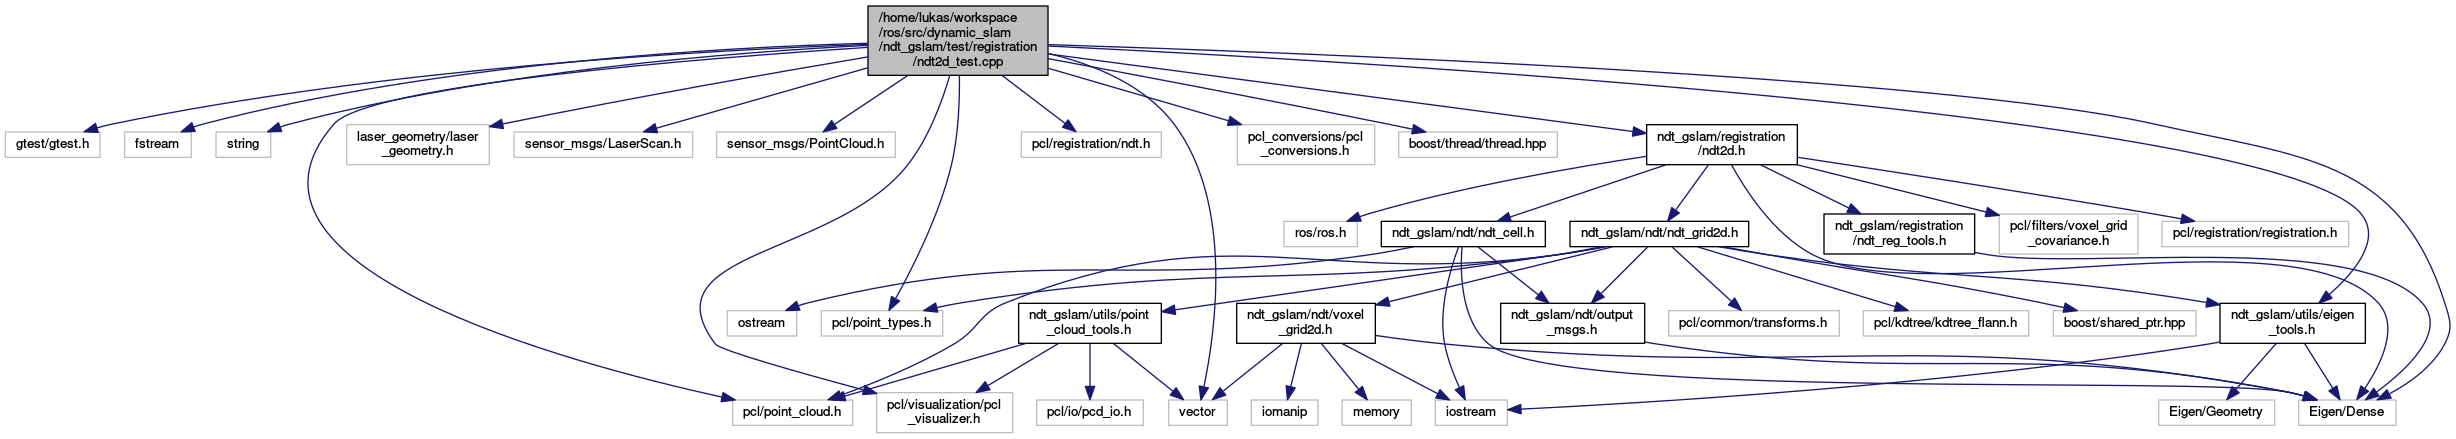 /home/lukas/workspace
/ros/src/dynamic_slam
/ndt_gslam/test/registration
/ndt2d_test.cpp
gtest/gtest.h
fstream
string
laser_geometry/laser
_geometry.h
sensor_msgs/LaserScan.h
sensor_msgs/PointCloud.h
pcl/registration/ndt.h
pcl_conversions/pcl
_conversions.h
boost/thread/thread.hpp
ndt_gslam/registration
/ndt2d.h
ros/ros.h
ndt_gslam/ndt/ndt_cell.h
ndt_gslam/ndt/ndt_grid2d.h
ndt_gslam/registration
/ndt_reg_tools.h
pcl/filters/voxel_grid
_covariance.h
pcl/registration/registration.h
ostream
pcl/point_types.h
ndt_gslam/utils/point
_cloud_tools.h
ndt_gslam/ndt/voxel
_grid2d.h
ndt_gslam/ndt/output
_msgs.h
pcl/common/transforms.h
pcl/kdtree/kdtree_flann.h
boost/shared_ptr.hpp
ndt_gslam/utils/eigen
_tools.h
pcl/point_cloud.h
pcl/visualization/pcl
_visualizer.h
pcl/io/pcd_io.h
vector
iomanip
memory
iostream
Eigen/Geometry
Eigen/Dense